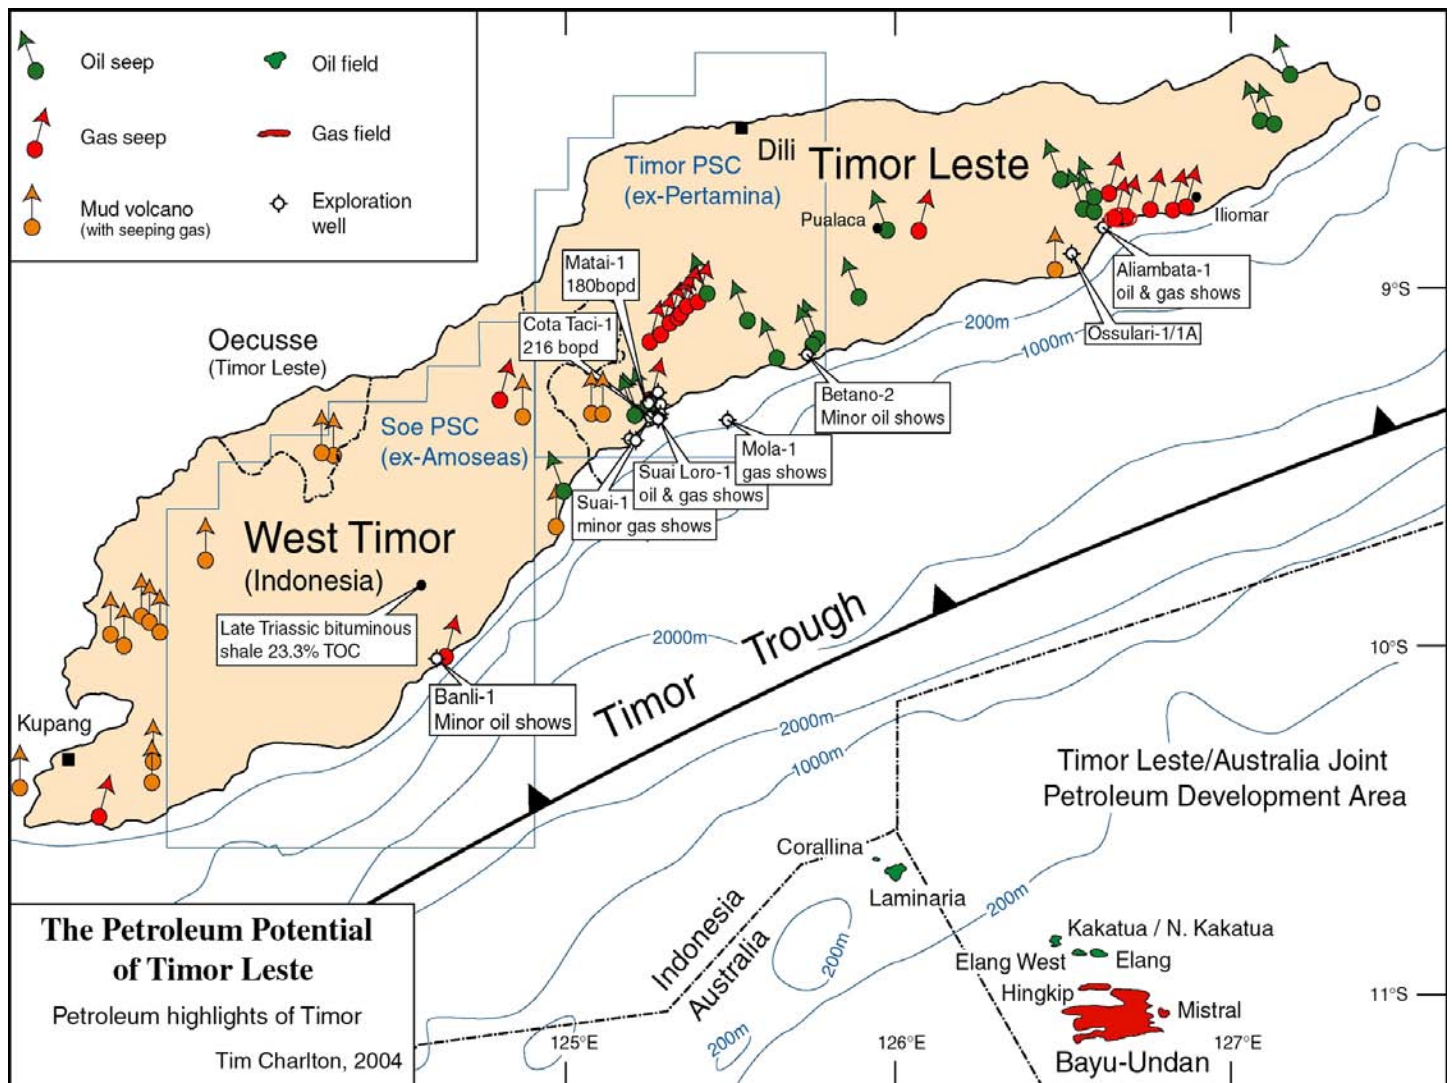 Oil seep
Oil field
Gas seep
Gas field
Mud volcano
(with seeping gas)
Exploration
well
Timor PSC
(ex-Pertamina)
Dili
Timor Leste
Pualaca
Iliomar
Matai-1
180bopd
Aliambata-1
oil & gas shows
9°S
Cota Taci-1
216 bopd
200m
1000m
Ossulari-1/1A
Oecusse
(Timor Leste)
Betano-2
Minor oil shows
Soe PSC
(ex-Amoseas)
Mola-1
gas shows
Suai Loro-1
oil & gas shows
Suai-1
minor gas shows
West Timor
(Indonesia)
Late Triassic bituminous
shale 23.3% TOC
2000m
Timor Trough
10°S
Banli-1
Minor oil shows
Kupang
2000m
1000m
Timor Leste/Australia Joint
Petroleum Development Area
Corallina
Laminaria
200m
Indonesia
Australia
200m
Kakatua / N. Kakatua
Elang West
Elang
Hingkip
Mistral
Bayu-Undan
11°S
200m
125°E
126°E
127°E
The Petroleum Potential
of Timor Leste
Petroleum highlights of Timor
Tim Charlton, 2004